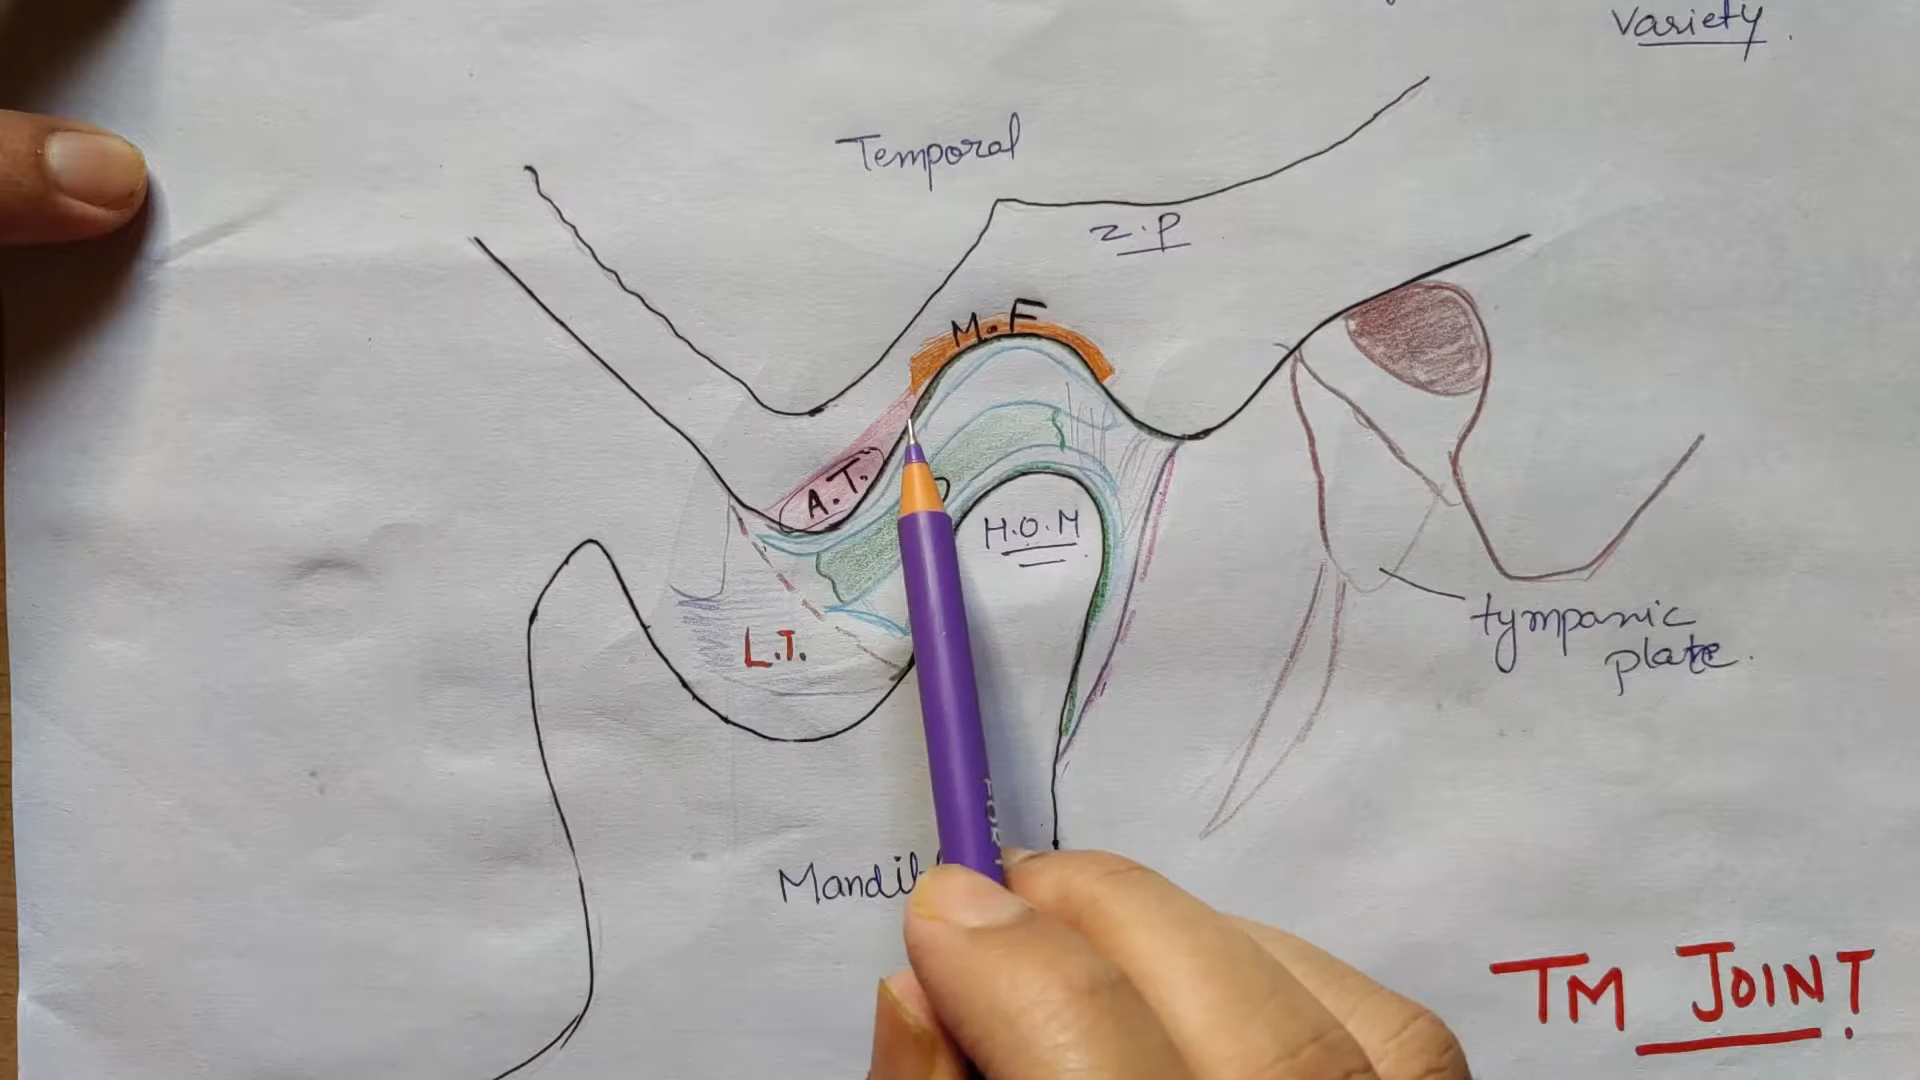 Variety.
Temporal
Z.P
M.F
A.T.
H.O.M
L.T.
tympanic
plate.
TM JOINT